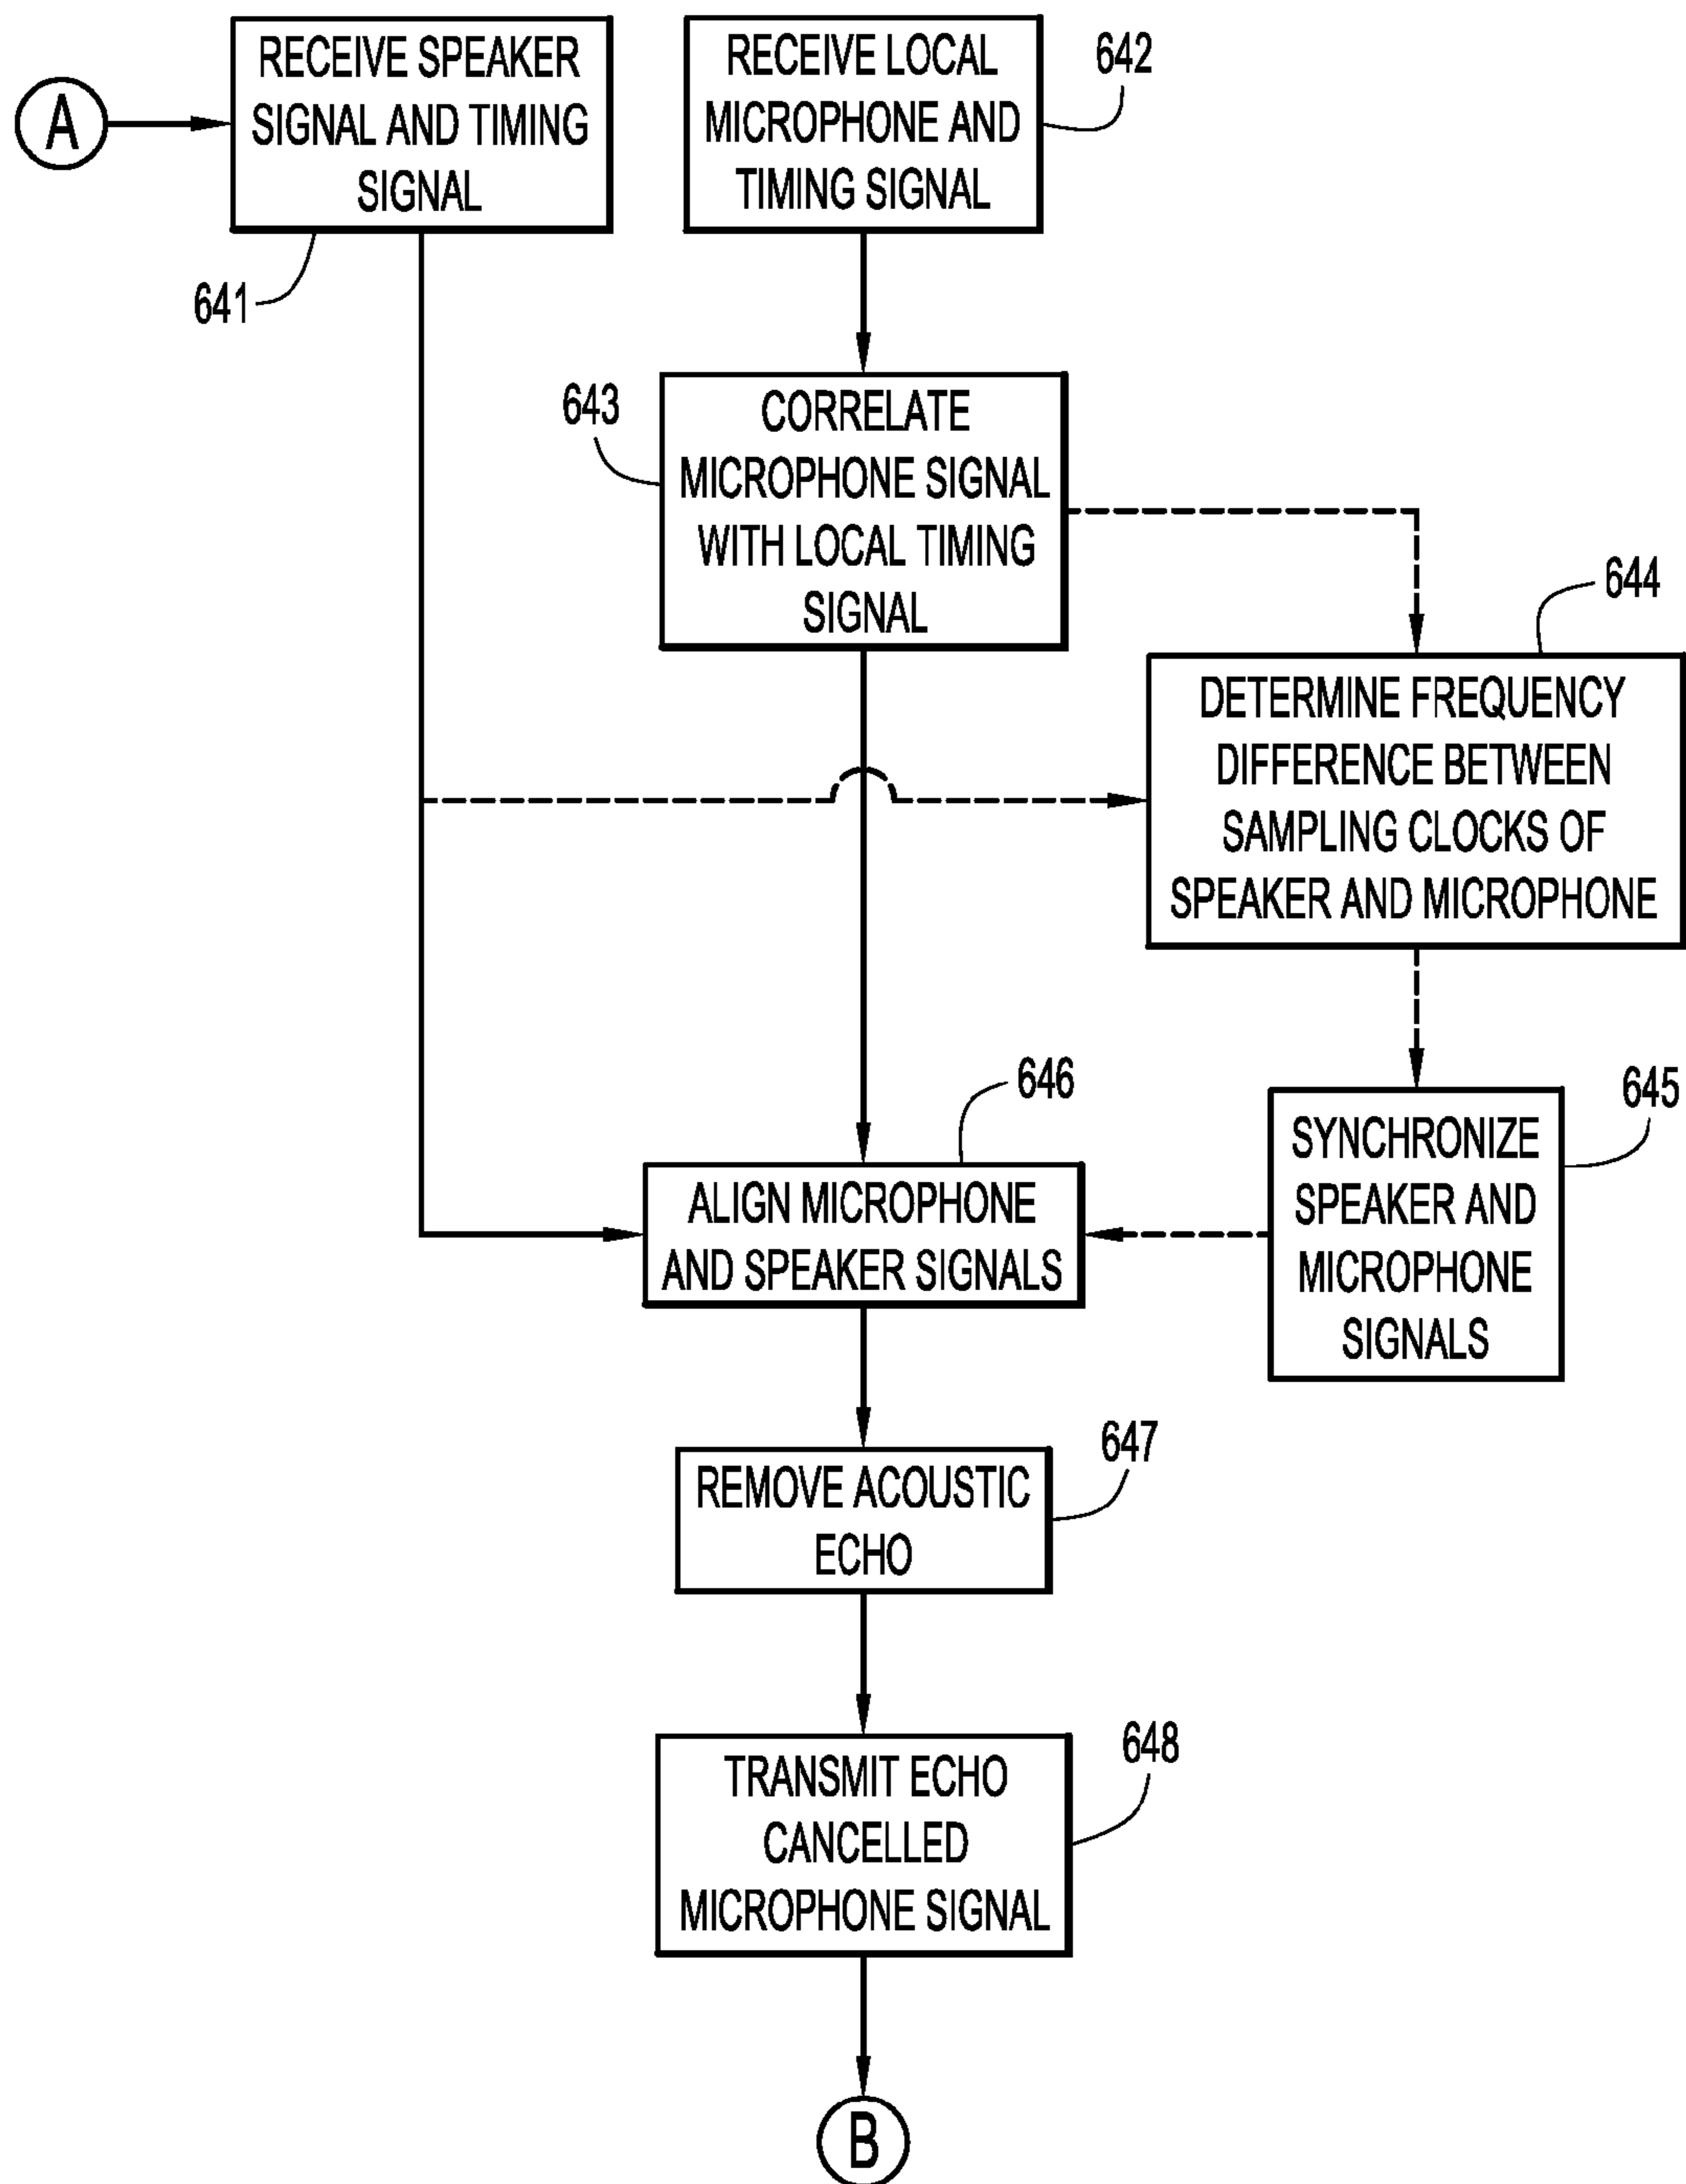 A
RECEIVE SPEAKER
SIGNAL AND TIMING
SIGNAL
641
RECEIVE LOCAL
MICROPHONE AND
TIMING SIGNAL
642
643
CORRELATE
MICROPHONE SIGNAL
WITH LOCAL TIMING
SIGNAL
644
DETERMINE FREQUENCY
DIFFERENCE BETWEEN
SAMPLING CLOCKS OF
SPEAKER AND MICROPHONE
645
SYNCHRONIZE
SPEAKER AND
MICROPHONE
SIGNALS
646
ALIGN MICROPHONE
AND SPEAKER SIGNALS
647
REMOVE ACOUSTIC
ECHO
648
TRANSMIT ECHO
CANCELLED
MICROPHONE SIGNAL
B